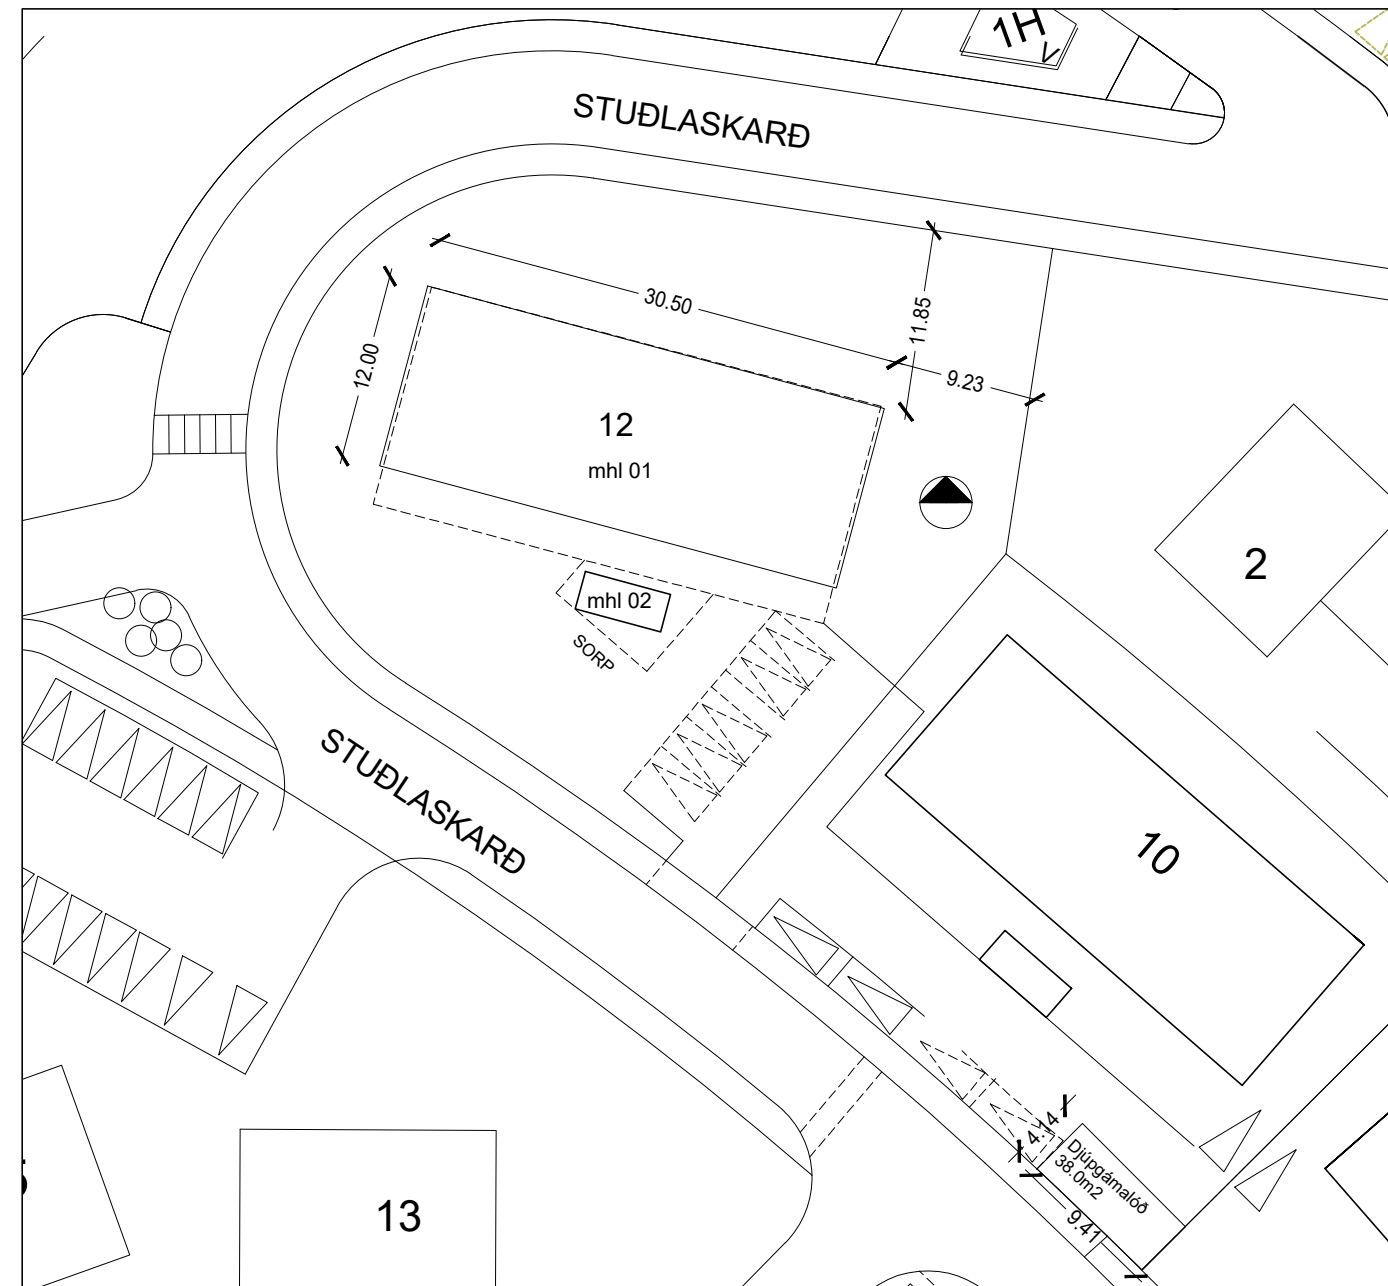 1H
V
STUÐLASKARÐ
30.50
11.85
12.00
9.23
12
mhl 01
2
mhl 02
SORP
STUÐLASKARÐ
10
4.14
Djúpgámalóð
38.0m2
9.41
13